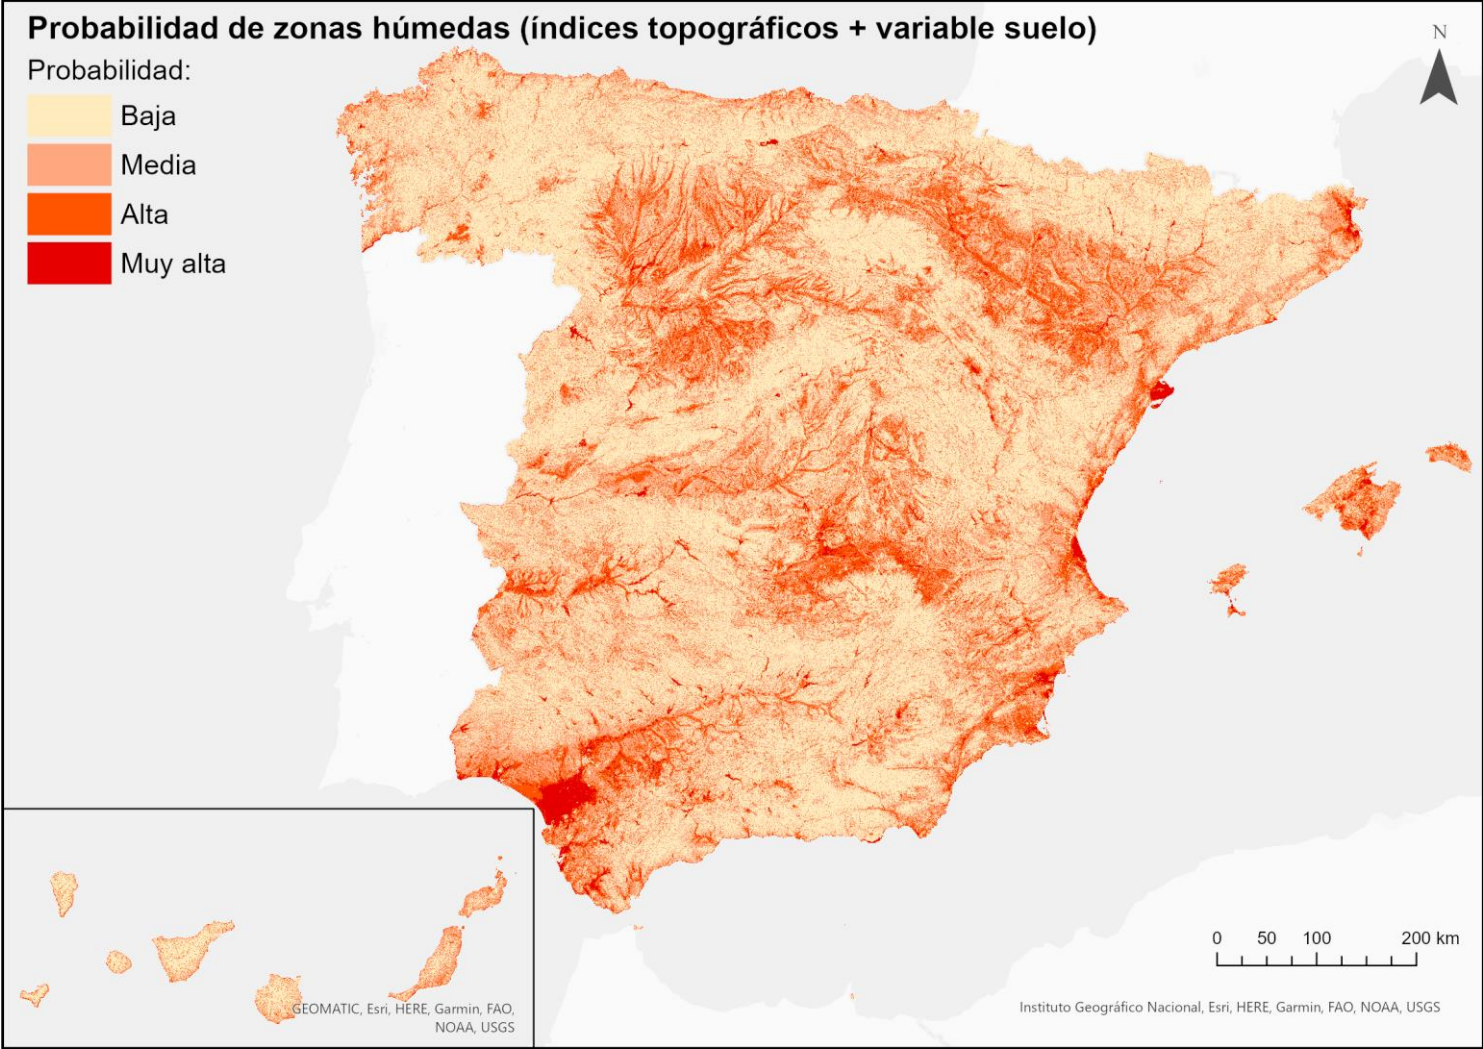 Probabilidad de zonas húmedas (índices topográficos + variable suelo)
Probabilidad:
Baja
Media
Alta
Muy alta
N
0 50 100 200 km
GEOMATIC, Esri, HERE, Garmin, FAO,
NOAA, USGS
Instituto Geográfico Nacional, Esri, HERE, Garmin, FAO, NOAA, USGS